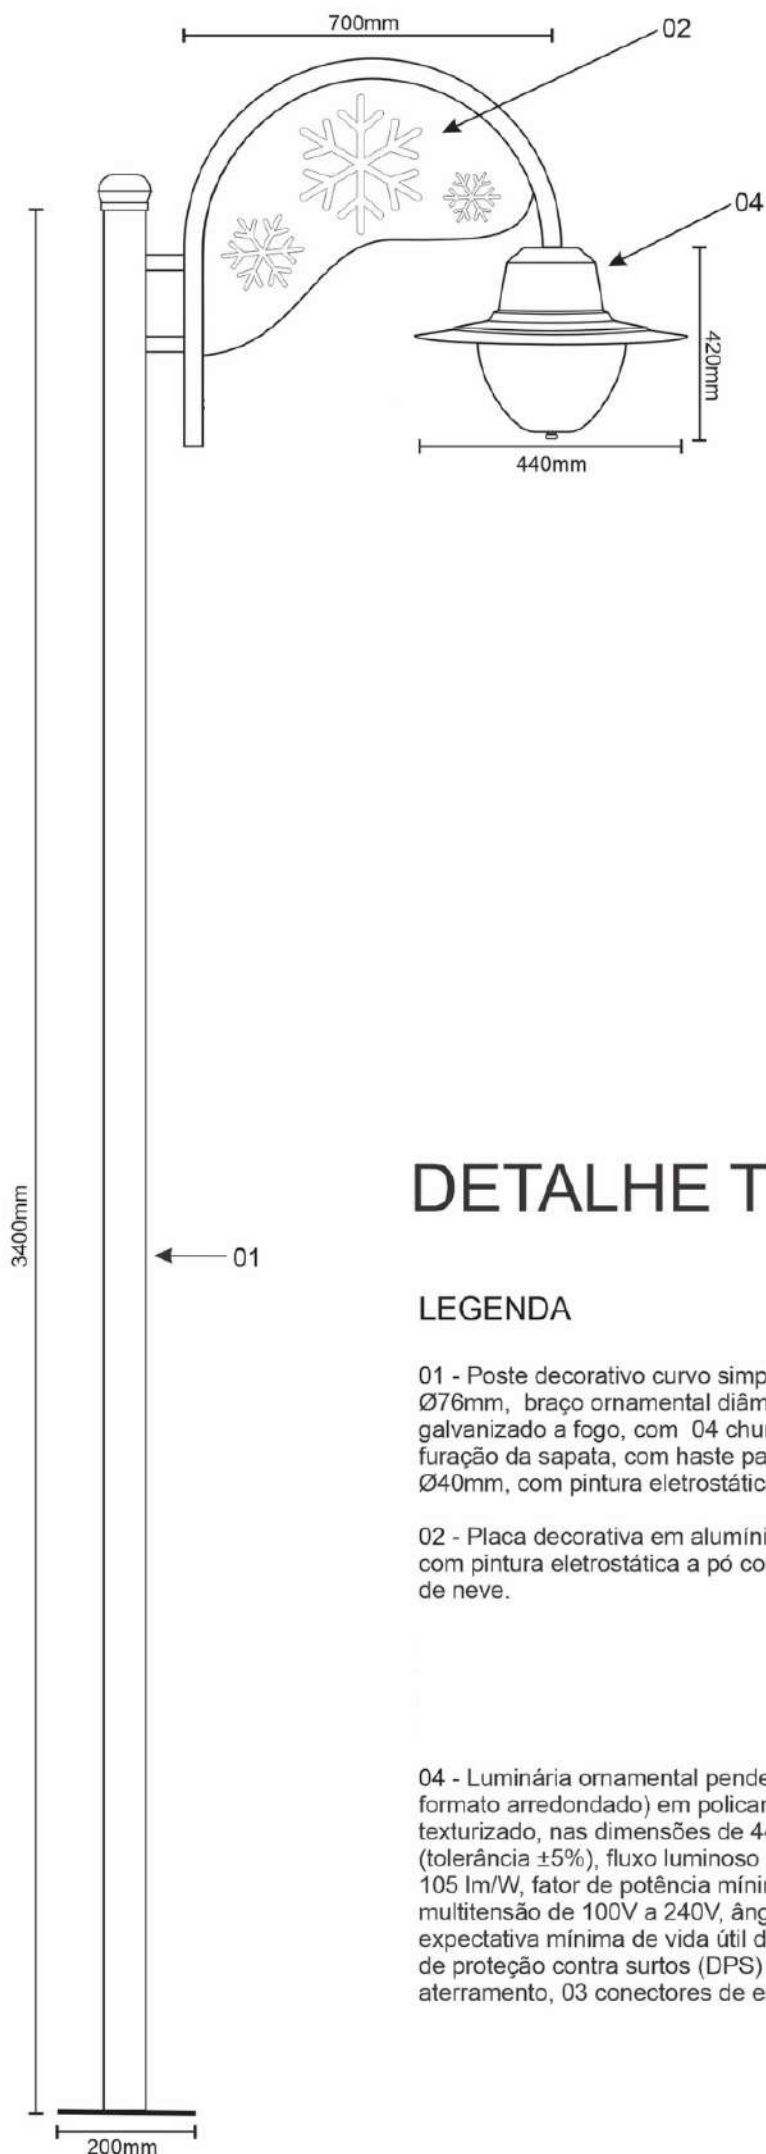 700mm
02
04
420mm
440mm
3400mm
01
DETALHE T
LEGENDA
01 - Poste decorativo curvo simp
Ø76mm, braço ornamental diâm
galvanizado a fogo, com 04 chu
furação da sapata, com haste pa
Ø40mm, com pintura eletrostátic
02 - Placa decorativa em alumíni
com pintura eletrostática a pó co
de neve.
04 - Luminária ornamental pende
formato arredondado) em polica
texturizado, nas dimensões de 4
(tolerância ±5%), fluxo luminoso
105 lm/W, fator de potência míni
multitensão de 100V a 240V, âng
expectativa mínima de vida útil d
de proteção contra surtos (DPS)
aterramento, 03 conectores de e
200mm